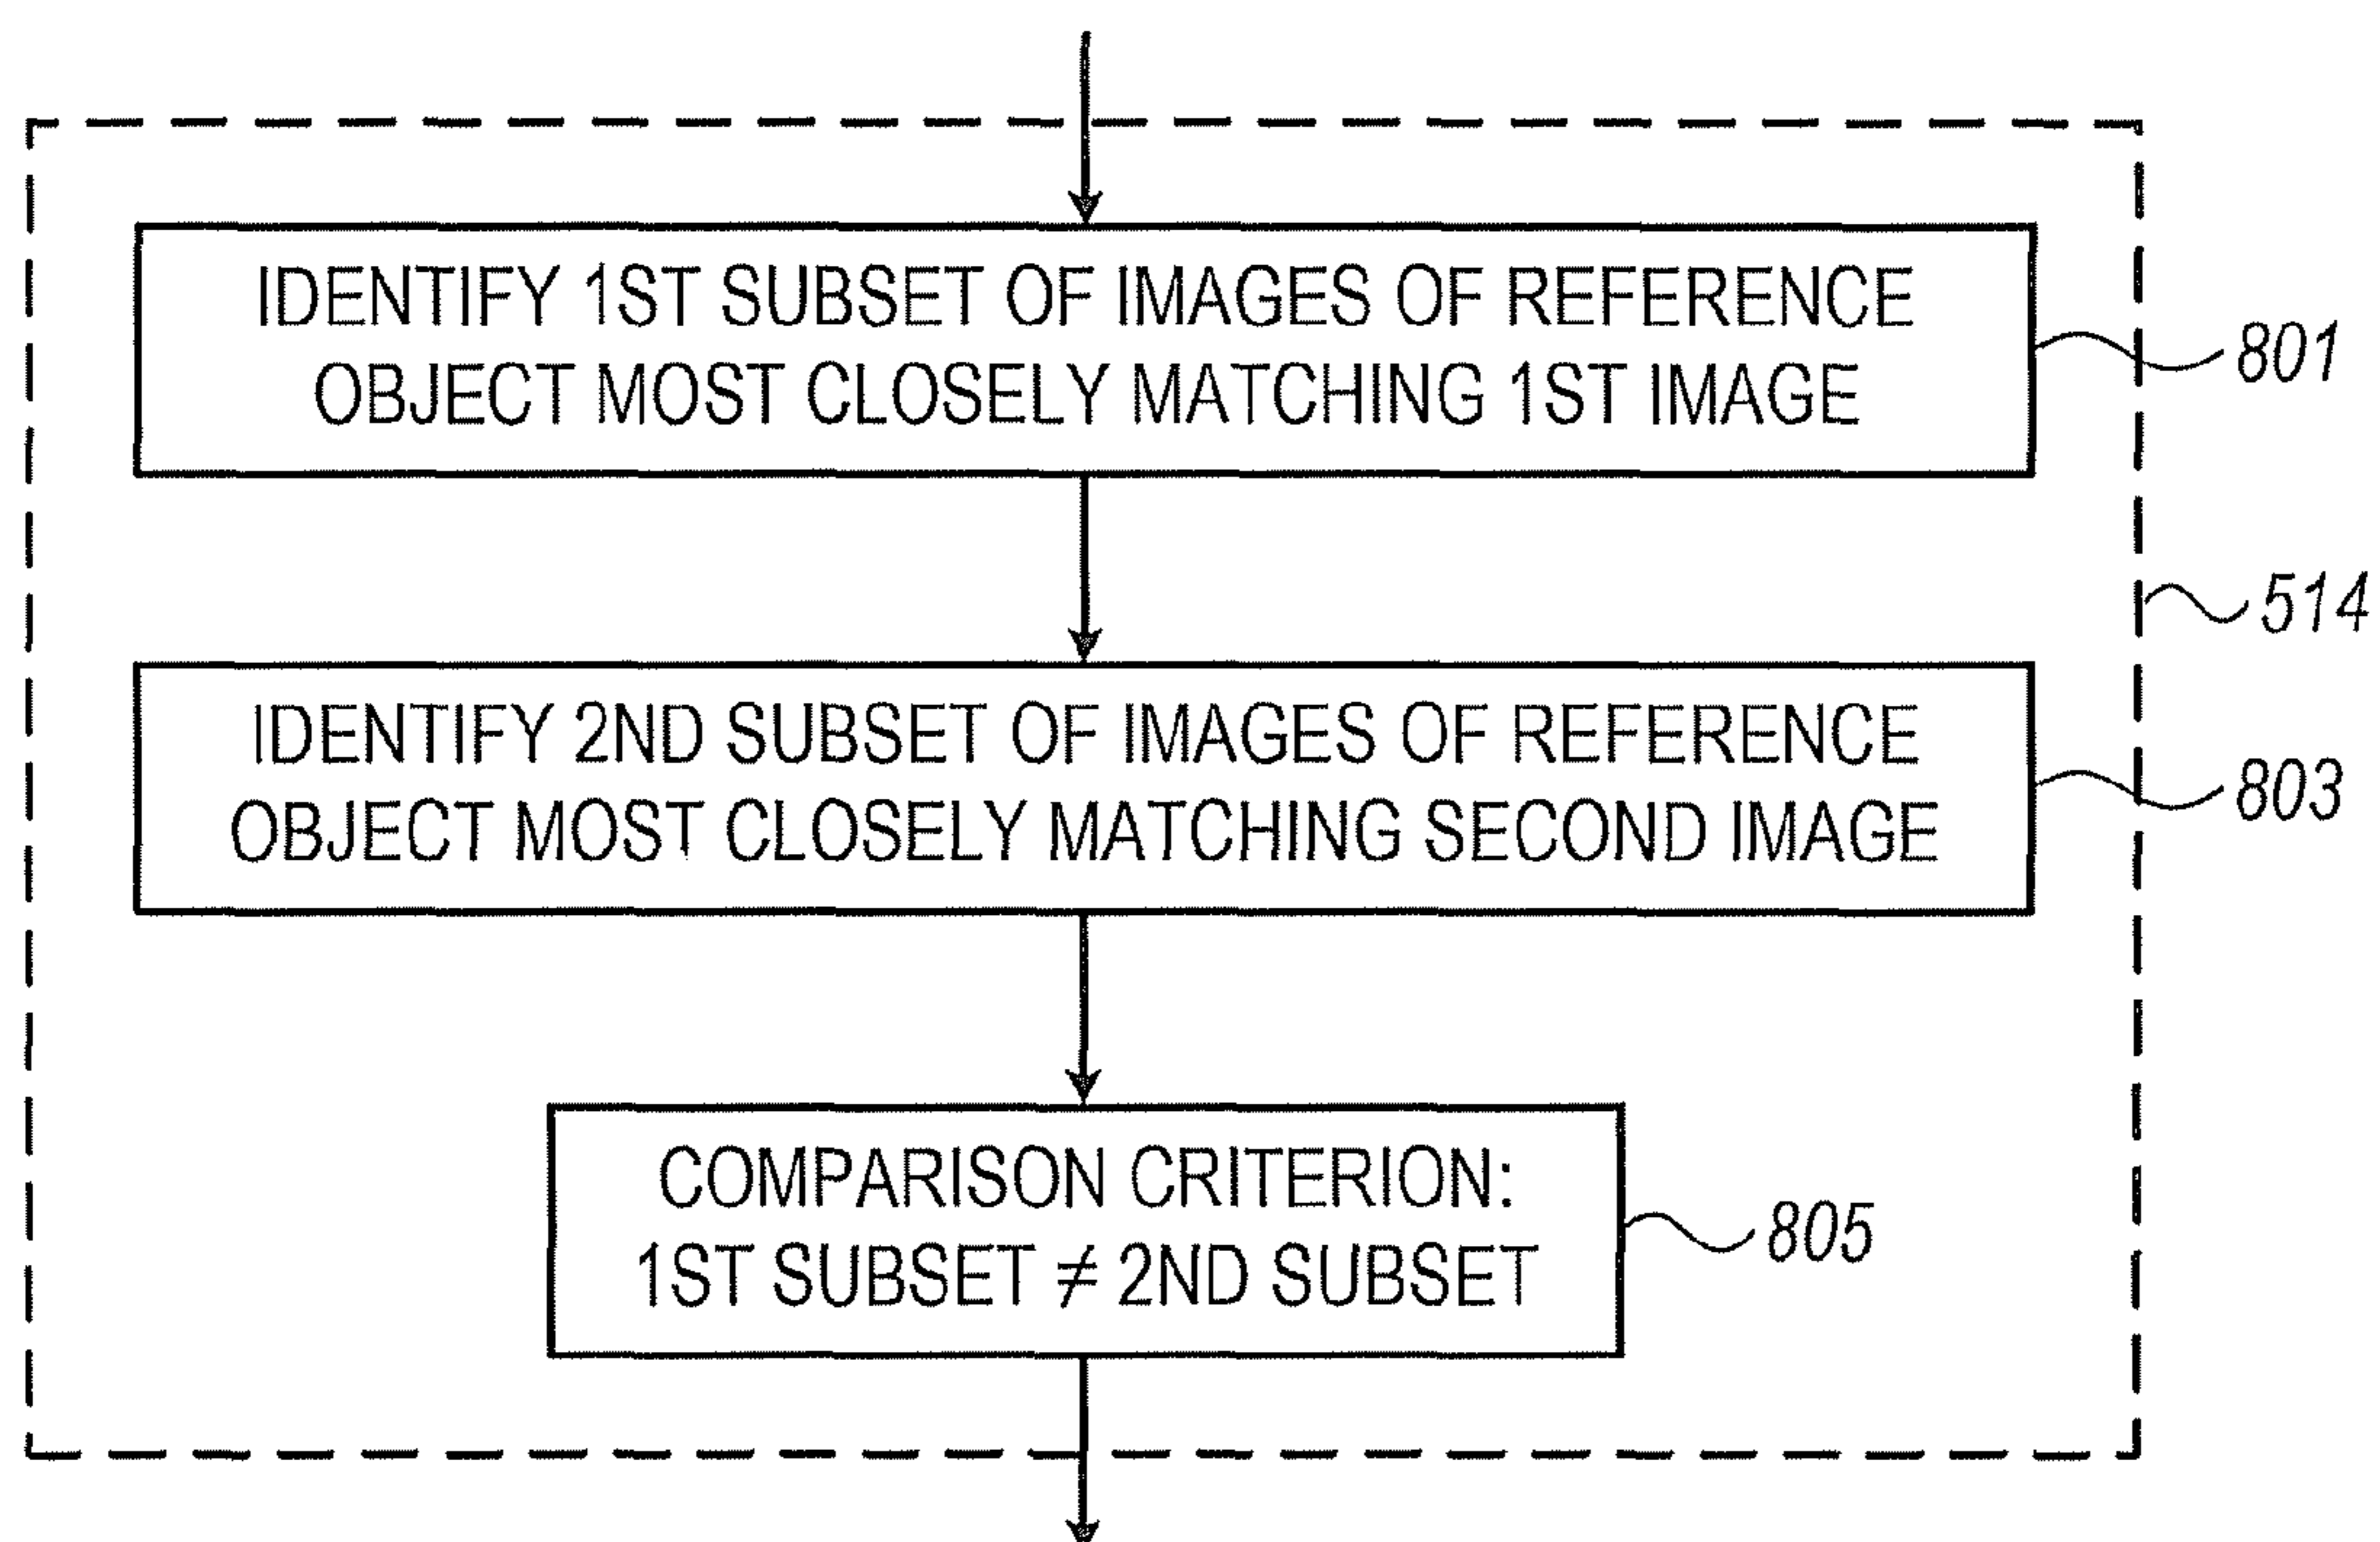 IDENTIFY 1ST SUBSET OF IMAGES OF REFERENCE
OBJECT MOST CLOSELY MATCHING 1ST IMAGE
801
514
IDENTIFY 2ND SUBSET OF IMAGES OF REFERENCE
OBJECT MOST CLOSELY MATCHING SECOND IMAGE
803
COMPARISON CRITERION:
1ST SUBSET ≠ 2ND SUBSET
805